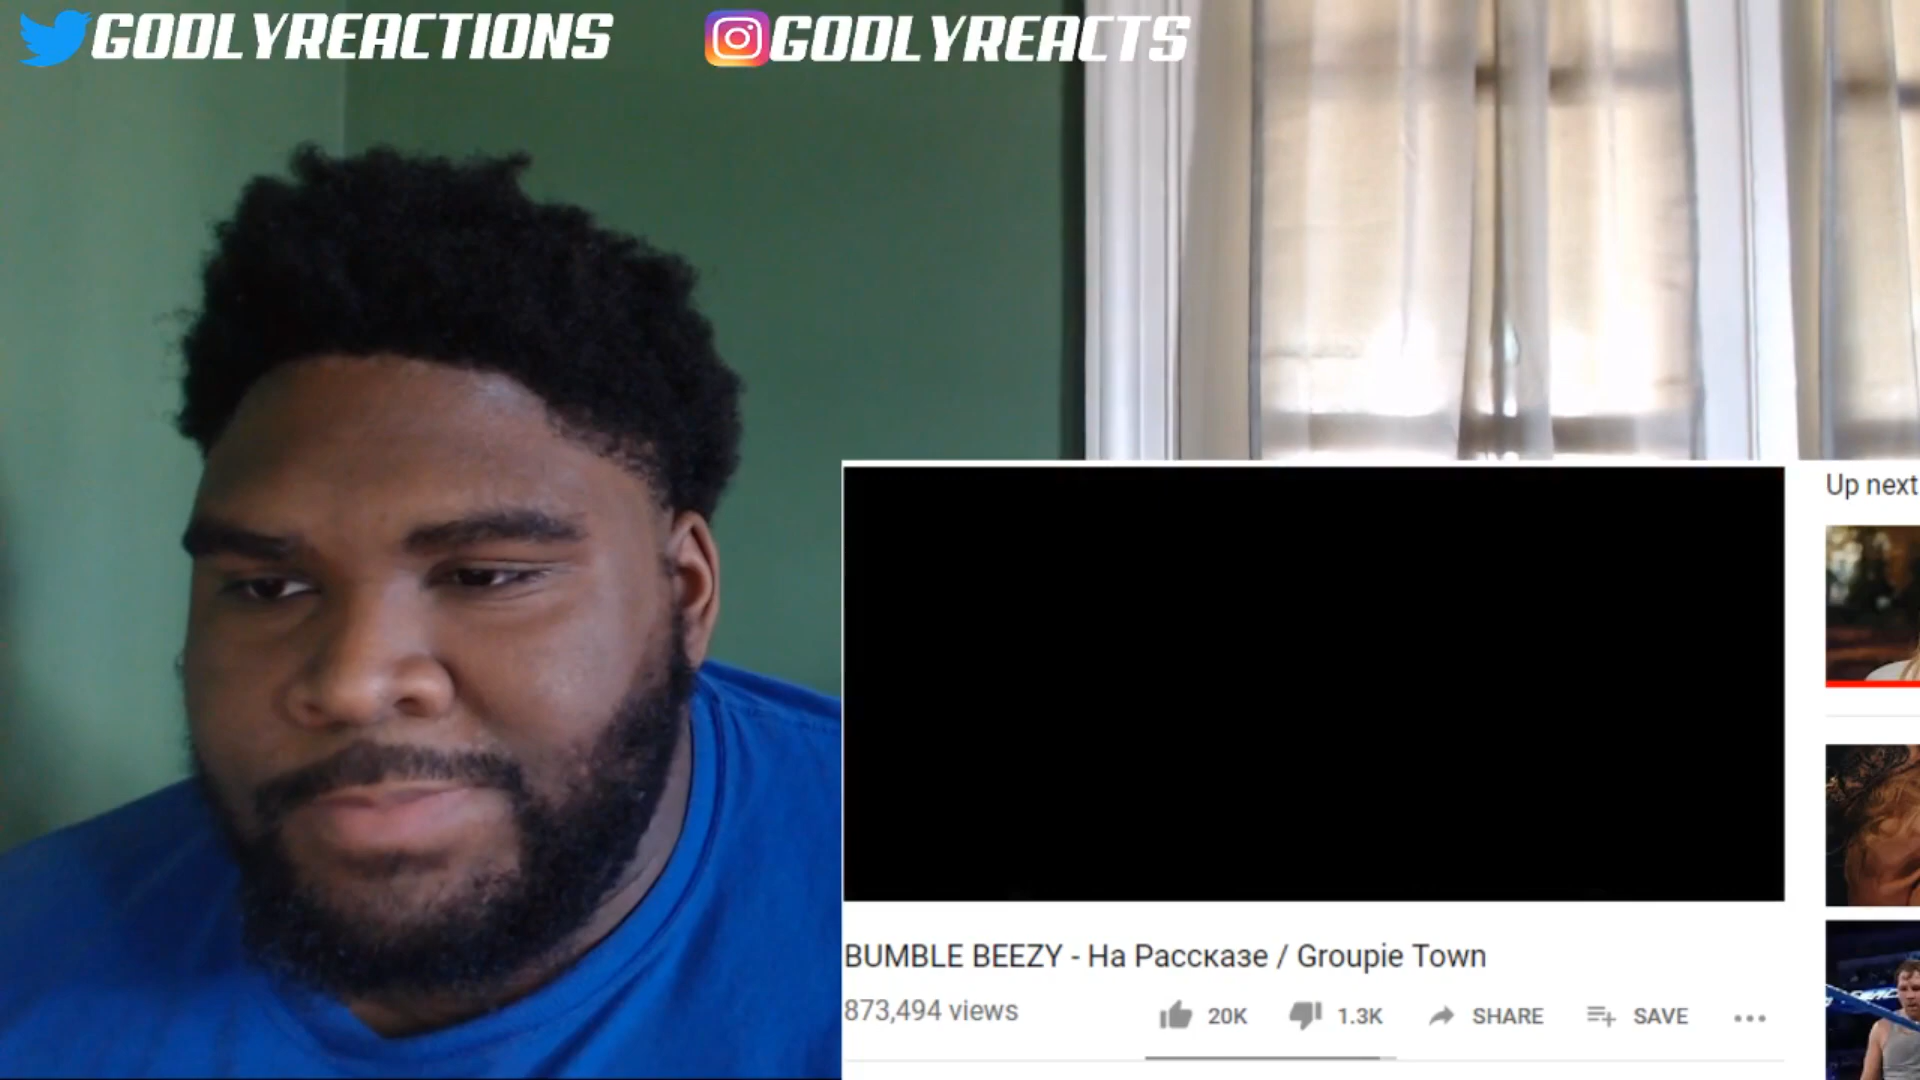 GODLYREACTIONS
GODLYREACTS
Up next
BUMBLE BEEZY - На Рассказе / Groupie Town
873,494 views
20K
1.3K
SHARE
SAVE